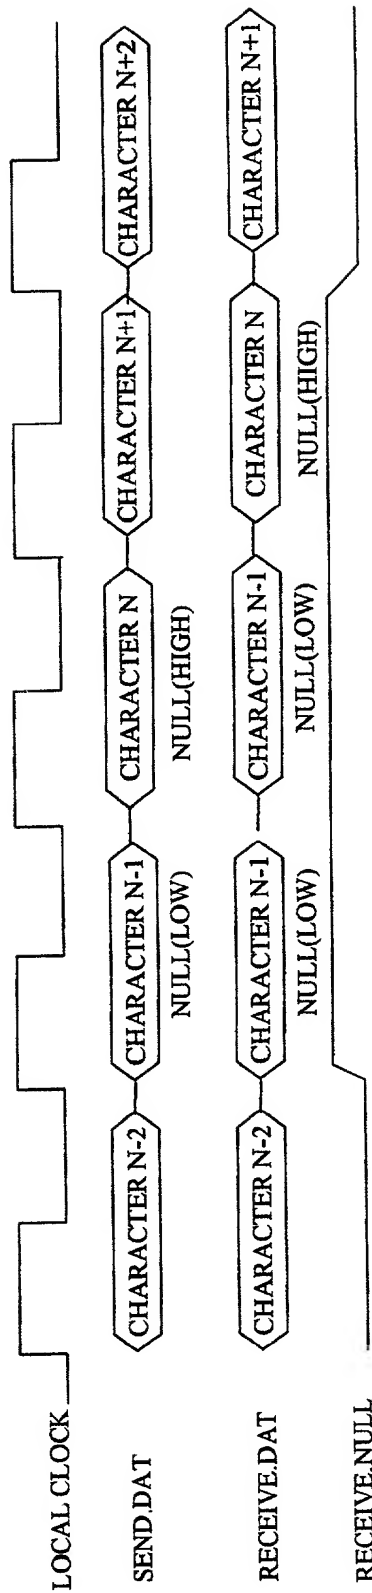 LOCAL CLOCK
SEND.DAT
CHARACTER N-2
CHARACTER N-1
CHARACTER N
CHARACTER N+1
CHARACTER N+2
NULL(LOW)
NULL(HIGH)
RECEIVE.DAT
CHARACTER N-2
CHARACTER N-1
CHARACTER N-1
CHARACTER N
CHARACTER N+1
NULL(LOW)
NULL(LOW)
NULL(HIGH)
RECEIVE.NULL